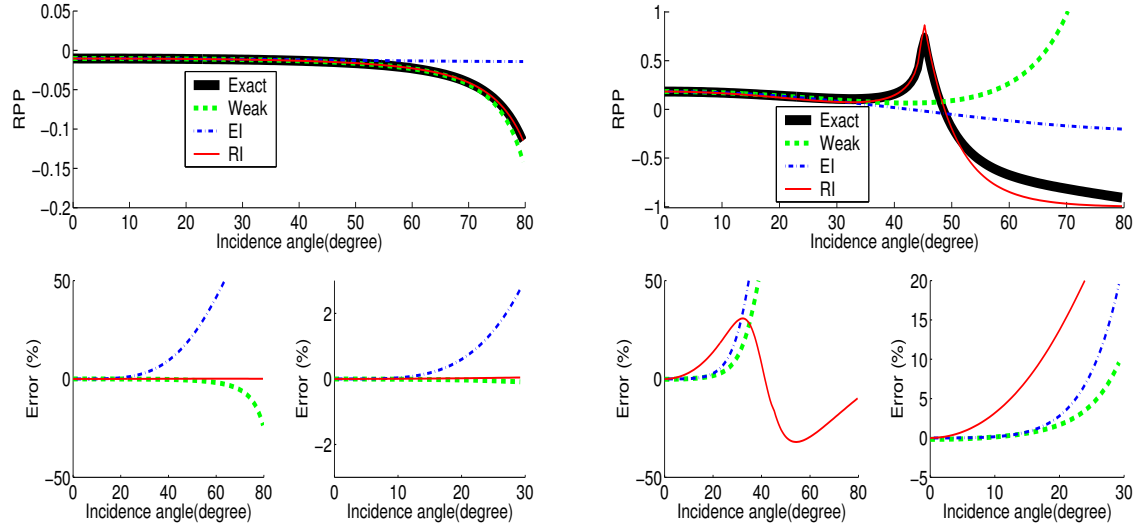 0.05
0
−0.05
−0.1
−0.15
−0.2
RPP
Exact
Weak
EI
RI
0 10 20 30 40 50 60 70 80
Incidence angle(degree)
1
0.5
0
−0.5
−1
RPP
Exact
Weak
EI
RI
0 10 20 30 40 50 60 70 80
Incidence angle(degree)
50
0
50
Error (%)
0 20 40 60 80
Incidence angle(degree)
2
0
−2
Error (%)
0 10 20 30
Incidence angle(degree)
50
0
−50
Error (%)
0 20 40 60 80
Incidence angle(degree)
20
15
10
5
0
−5
Error (%)
0 10 20 30
Incidence angle(degree)